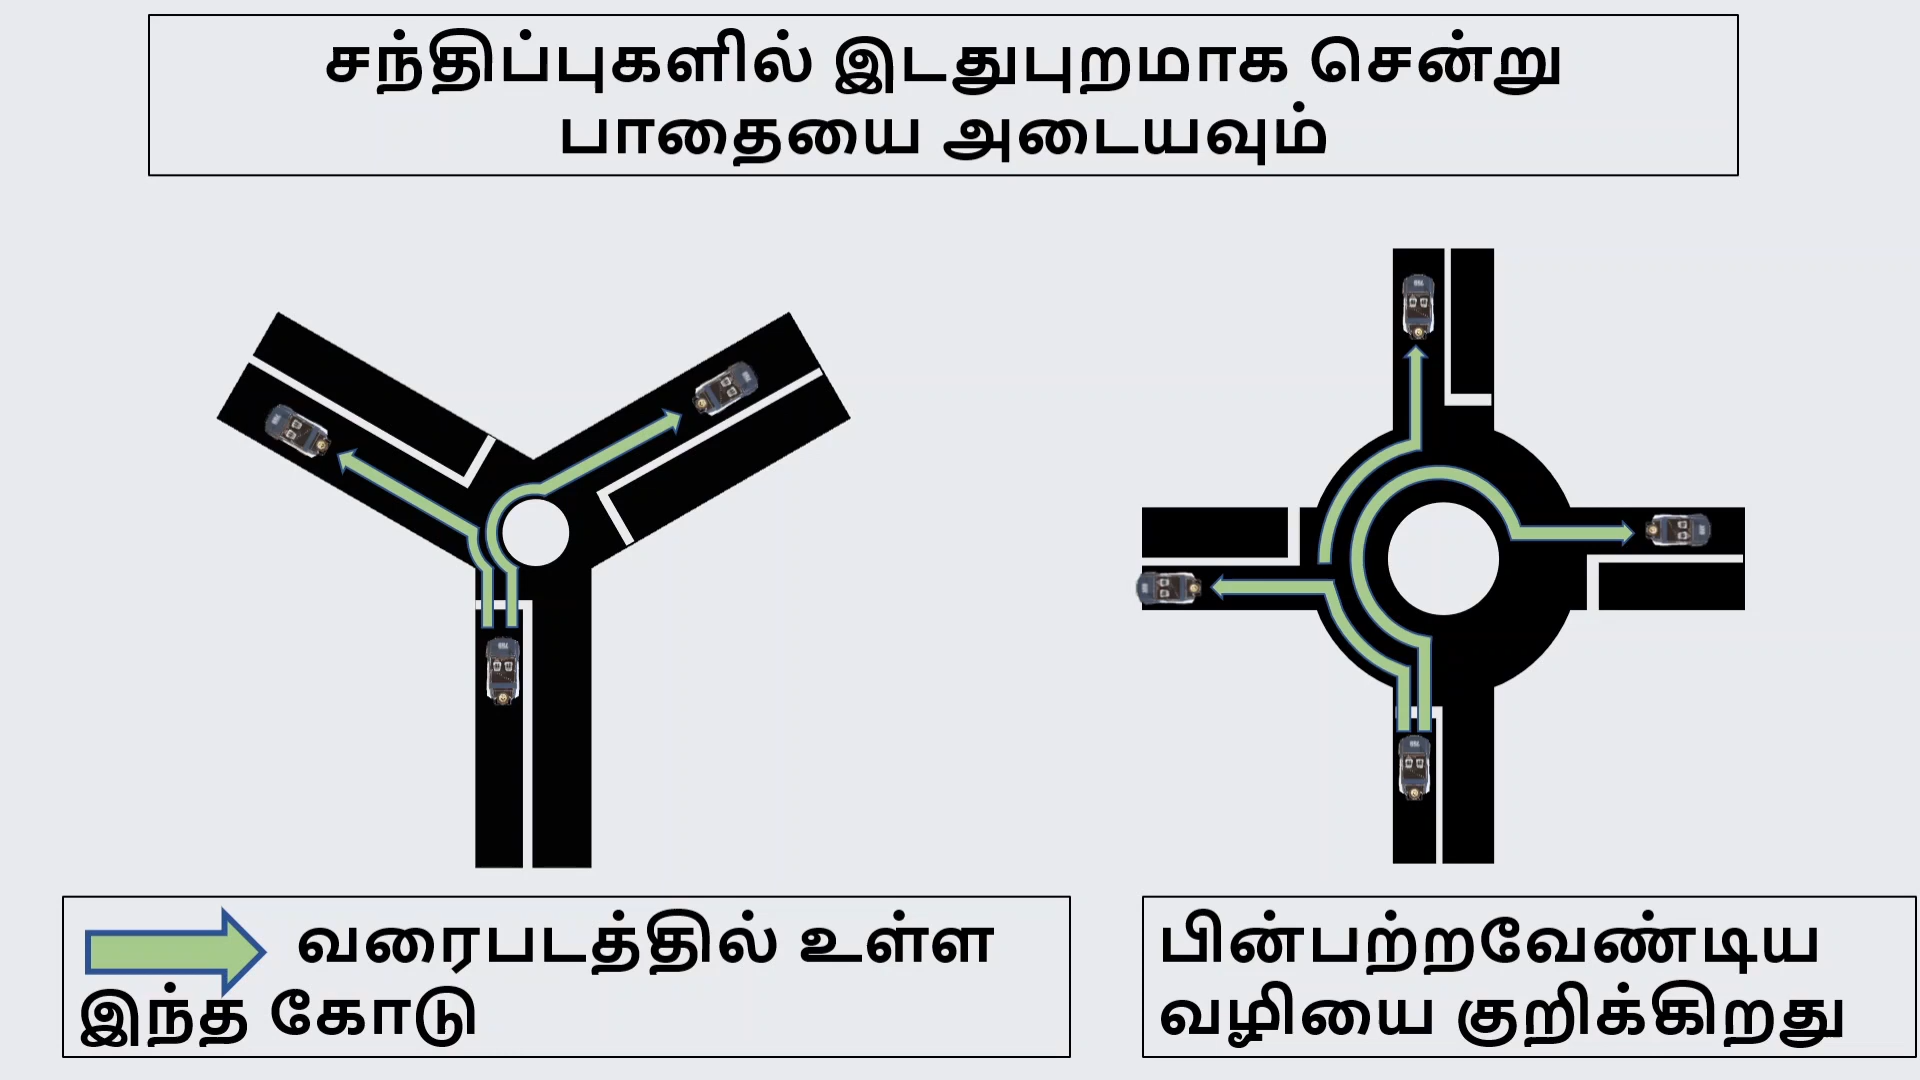 சந்திப்புகளில் இடதுபுறமாக சென்று
பாதையை அடையவும்
வரைபடத்தில் உள்ள
இந்த கோடு
பின்பற்றவேண்டிய
வழியை குறிக்கிறது